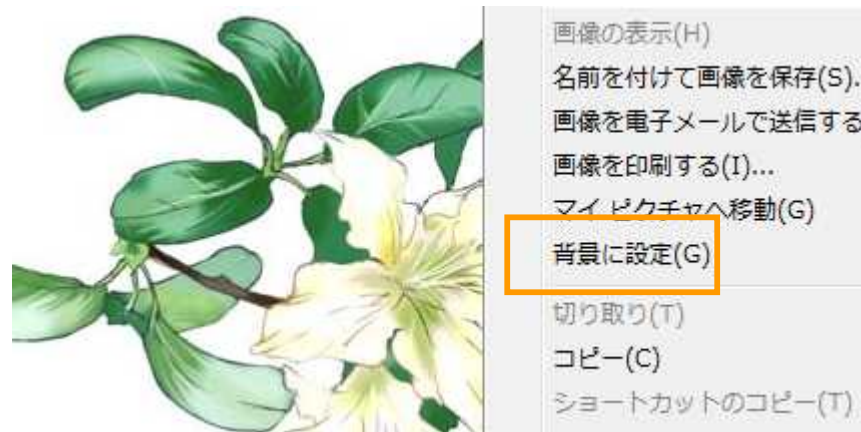 画像の表示(H)
名前を付けて画像を保存(S).
画像を電子メールで送信する
画像を印刷する(I)...
マイ ピクチャへ移動(G)
背景に設定(G)
切り取り(T)
コピー(C)
ショートカットのコピー(T)